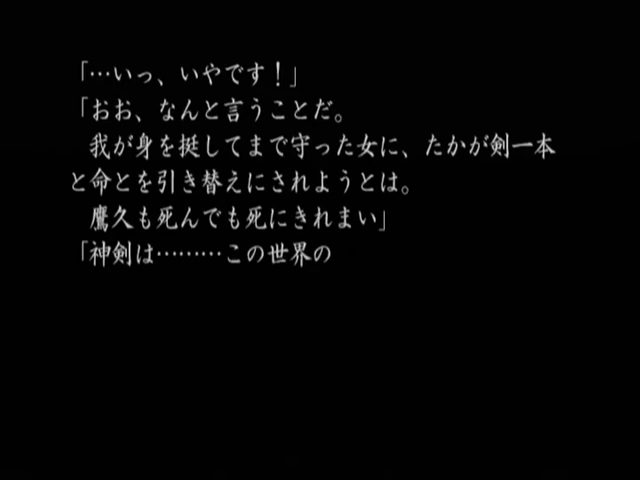 「…いっ、いやです！」
「おお、なんと言うことだ。
　我が身を挺してまで守った女に、たかが剣一本
と命とを引き替えにされようとは。
　鷹久も死んでも死にきれまい」
「神剣は………この世界の